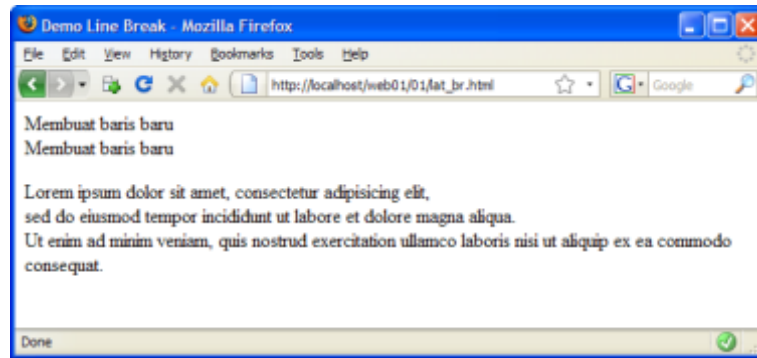 Demo Line Break - Mozilla Firefox
File Edit View History Bookmarks Tools Help
http://localhost/web01/01/lat_br.html G Google
Membuat baris baru
Membuat baris baru
Lorem ipsum dolor sit amet, consectetur adipisicing elit,
sed do eiusmod tempor incididunt ut labore et dolore magna aliqua.
Ut enim ad minim veniam, quis nostrud exercitation ullamco laboris nisi ut aliquip ex ea commodo
consequat.
Done